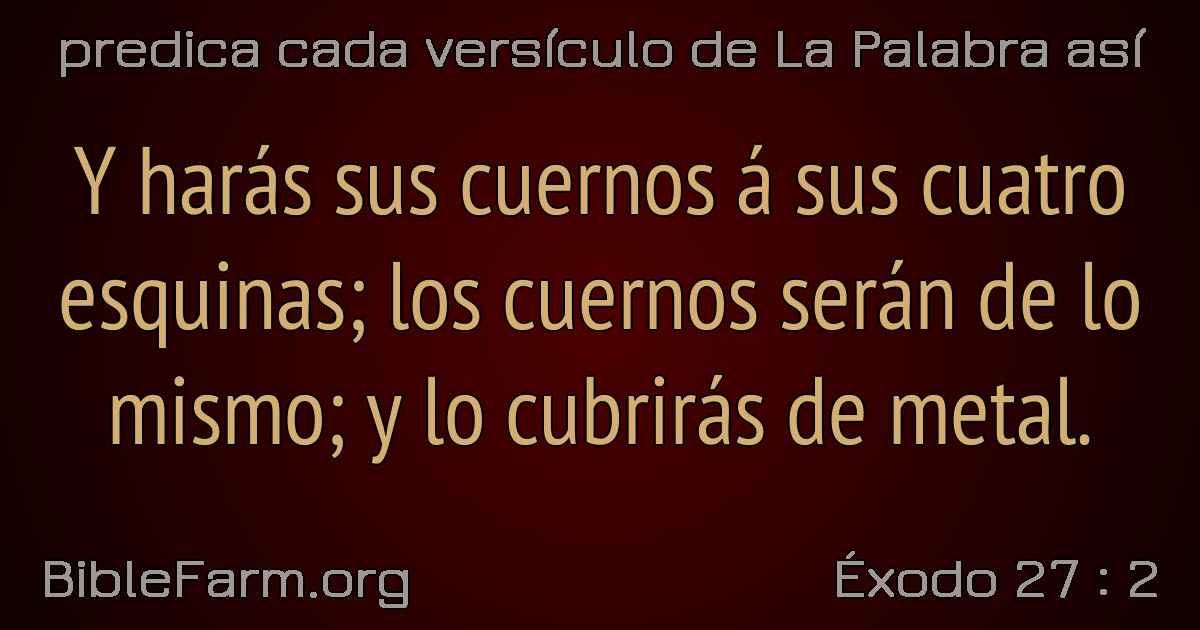 predica cada versículo de La Palabra así
Y harás sus cuernos á sus cuatro
esquinas; los cuernos serán de lo
mismo; y lo cubrirás de metal.
BibleFarm.org
Éxodo 27 : 2